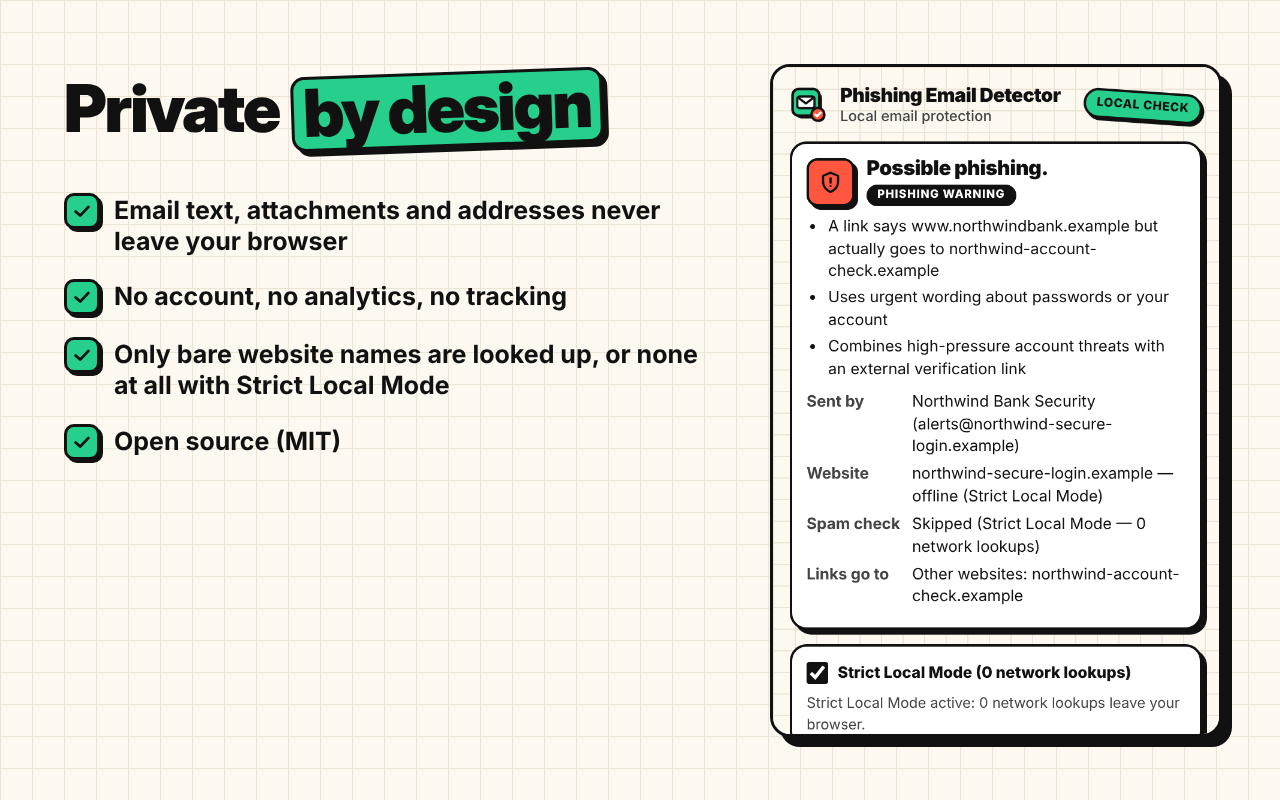 Private by design
Email text, attachments and addresses never
leave your browser
No account, no analytics, no tracking
Only bare website names are looked up, or none
at all with Strict Local Mode
Open source (MIT)
Phishing Email Detector
Local email protection
LOCAL CHECK
Possible phishing.
PHISHING WARNING
• A link says www.northwindbank.example but
actually goes to northwind-account-
check.example
• Uses urgent wording about passwords or your
account
• Combines high-pressure account threats with
an external verification link
Sent by Northwind Bank Security
(alerts@northwind-secure-
login.example)
Website northwind-secure-login.example —
offline (Strict Local Mode)
Spam check Skipped (Strict Local Mode — 0
network lookups)
Links go to Other websites: northwind-account-
check.example
Strict Local Mode (0 network lookups)
Strict Local Mode active: 0 network lookups leave your
browser.